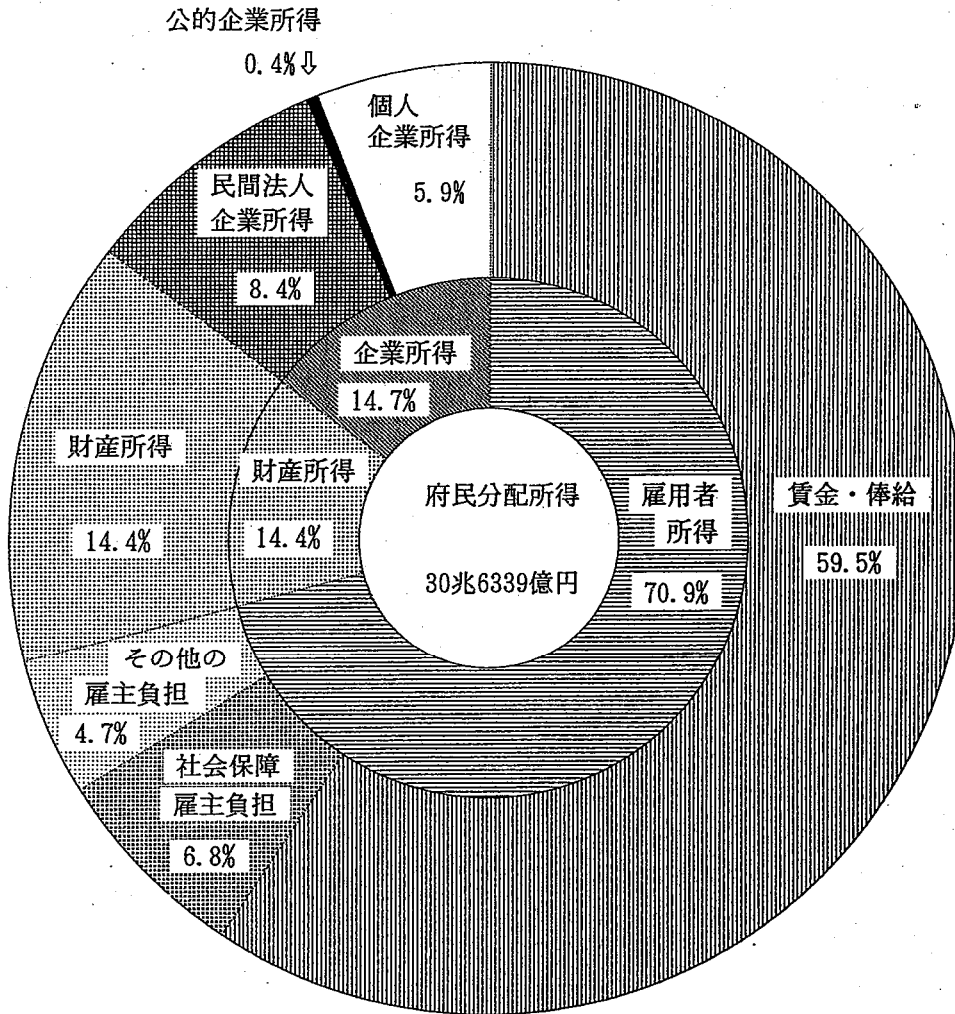 公的企業所得
0.4%⇩
個人
企業所得
5.9%
民間法人
企業所得
8.4%
企業所得
14.7%
財産所得
14.4%
財産所得
14.4%
府民分配所得
30兆6339億円
雇用者
所得
70.9%
賃金・俸給
59.5%
その他の
雇主負担
4.7%
社会保障
雇主負担
6.8%